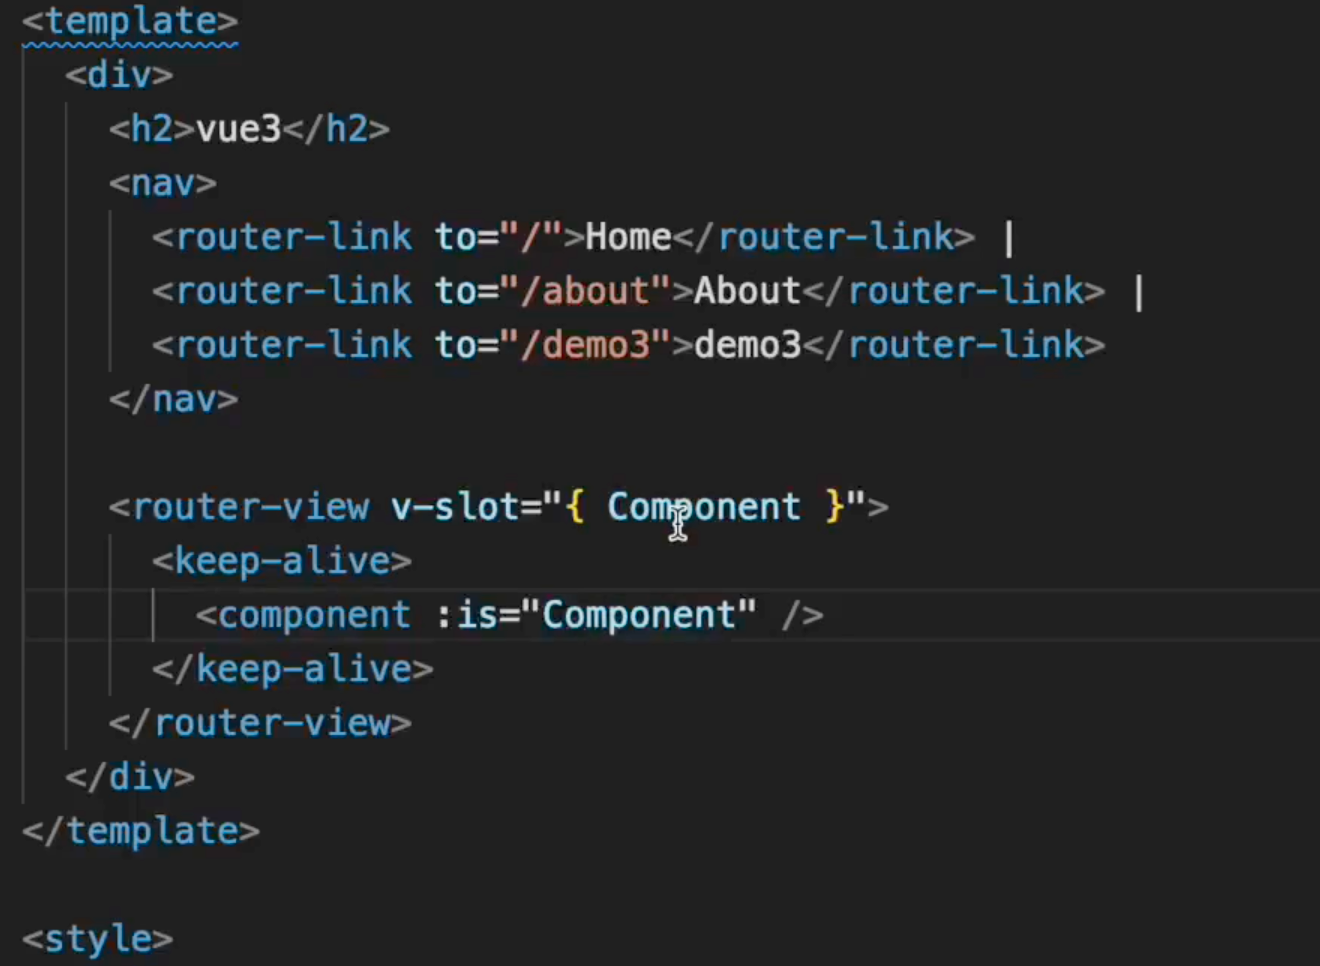 <template>
<div>
<h2>vue3</h2>
<nav>
<router-link to="/">Home</router-link> |
<router-link to="/about">About</router-link> |
<router-link to="/demo3">demo3</router-link>
</nav>
<router-view v-slot="{ Component }">
<keep-alive>
<component :is="Component" />
</keep-alive>
</router-view>
</div>
</template>
<style>